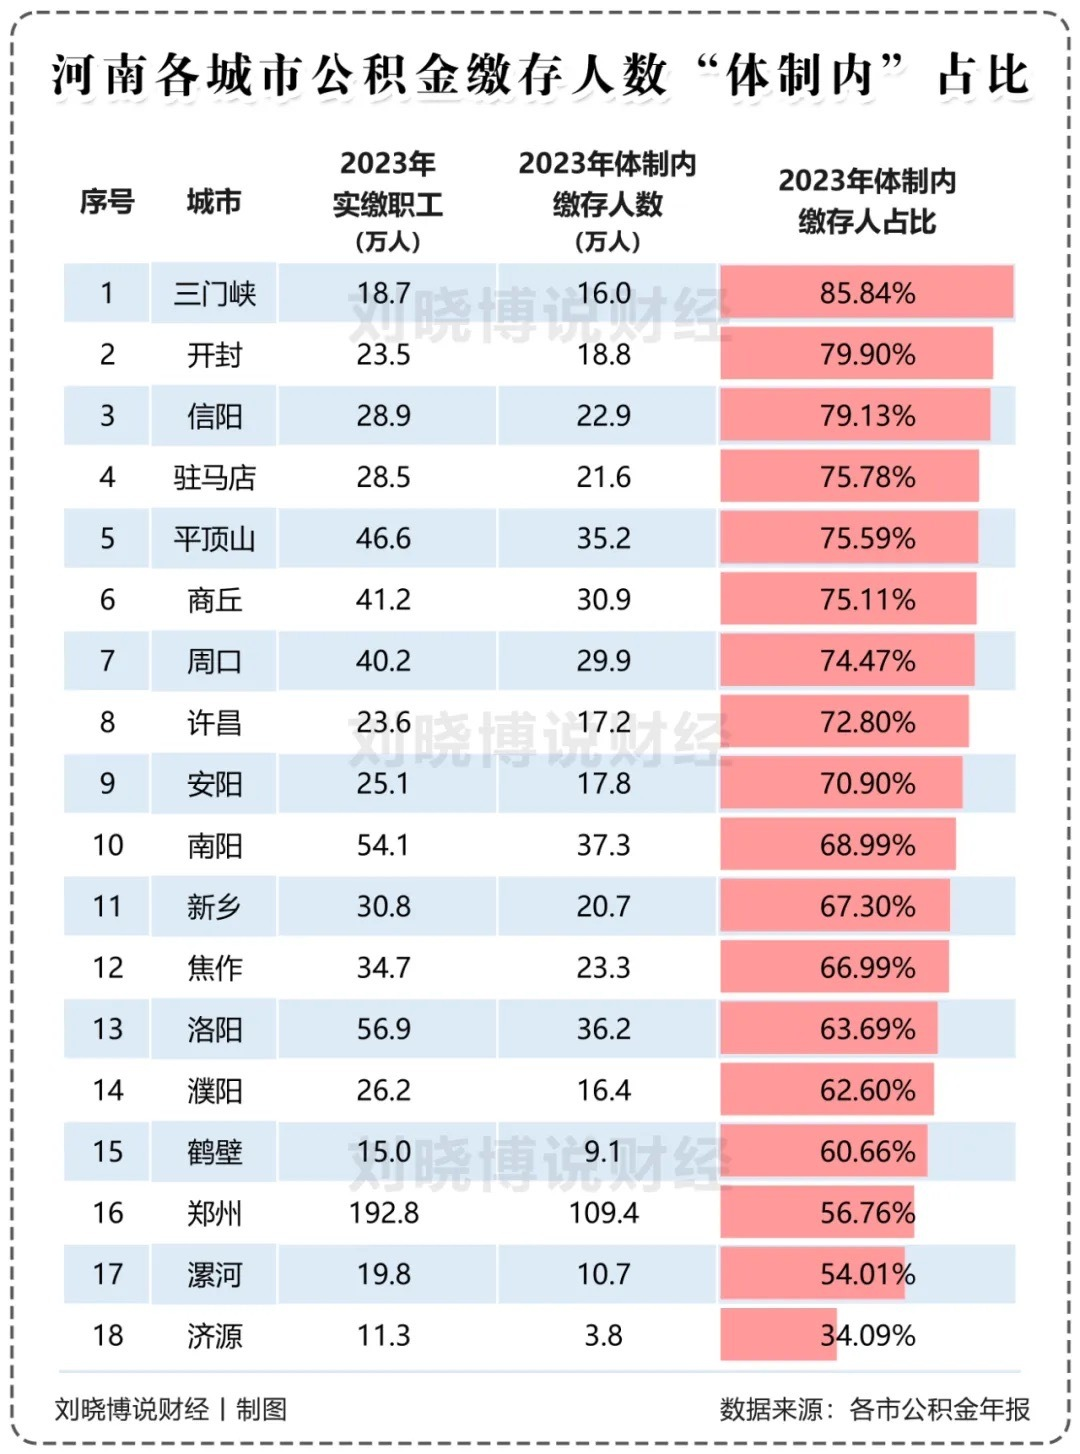 河南各城市公积金缴存人数“体制内”占比
序号 城市 2023年实缴职工(万人) 2023年体制内缴存人数(万人) 2023年体制内缴存人占比
1 三门峡 18.7 16.0 85.84%
2 开封 23.5 18.8 79.90%
3 信阳 28.9 22.9 79.13%
4 驻马店 28.5 21.6 75.78%
5 平顶山 46.6 35.2 75.59%
6 商丘 41.2 30.9 75.11%
7 周口 40.2 29.9 74.47%
8 许昌 23.6 17.2 72.80%
9 安阳 25.1 17.8 70.90%
10 南阳 54.1 37.3 68.99%
11 新乡 30.8 20.7 67.30%
12 焦作 34.7 23.3 66.99%
13 洛阳 56.9 36.2 63.69%
14 濮阳 26.2 16.4 62.60%
15 鹤壁 15.0 9.1 60.66%
16 郑州 192.8 109.4 56.76%
17 漯河 19.8 10.7 54.01%
18 济源 11.3 3.8 34.09%
刘晓博说财经
刘晓博说财经
刘晓博说财经
刘晓博说财经丨制图 数据来源：各市公积金年报